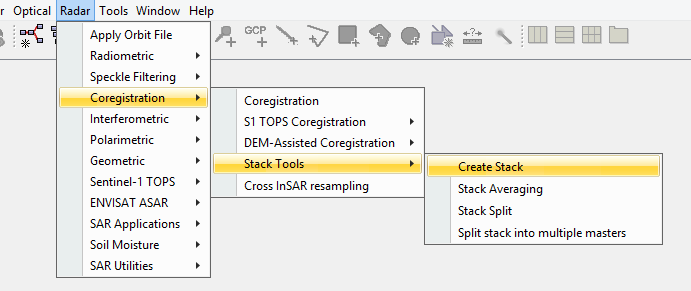 r Optical Radar Tools Window Help
GCP
Apply Orbit File
Radiometric
Speckle Filtering
Coregistration
Interferometric
Polarimetric
Geometric
Sentinel-1 TOPS
ENVISAT ASAR
SAR Applications
Soil Moisture
SAR Utilities
Coregistration
S1 TOPS Coregistration
DEM-Assisted Coregistration
Stack Tools
Cross InSAR resampling
Create Stack
Stack Averaging
Stack Split
Split stack into multiple masters